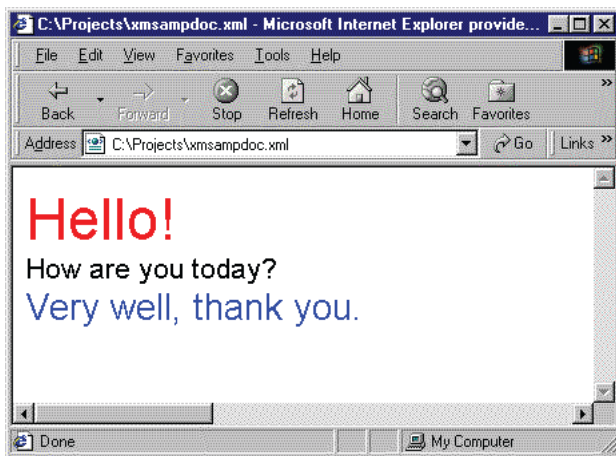 C:\Projects\xmsampdoc.xml - Microsoft Internet Explorer provide...
File Edit View Favorites Tools Help
Back Forward Stop Refresh Home Search Favorites »
Address C:\Projects\xmsampdoc.xml Go Links »
Hello!
How are you today?
Very well, thank you.
Done My Computer